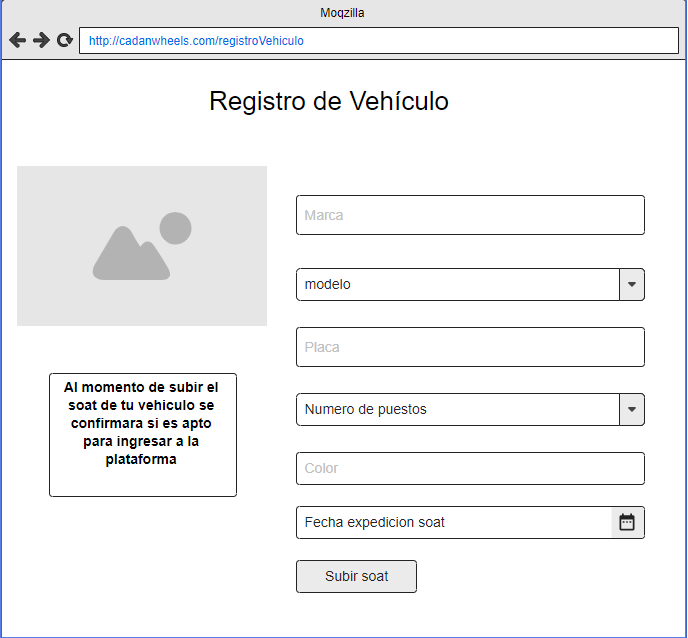 Moqzilla
http://cadanwheels.com/registroVehiculo
Registro de Vehículo
Marca
modelo
Placa
Numero de puestos
Color
Fecha expedicion soat
Subir soat
Al momento de subir el
soat de tu vehiculo se
confirmara si es apto
para ingresar a la
plataforma